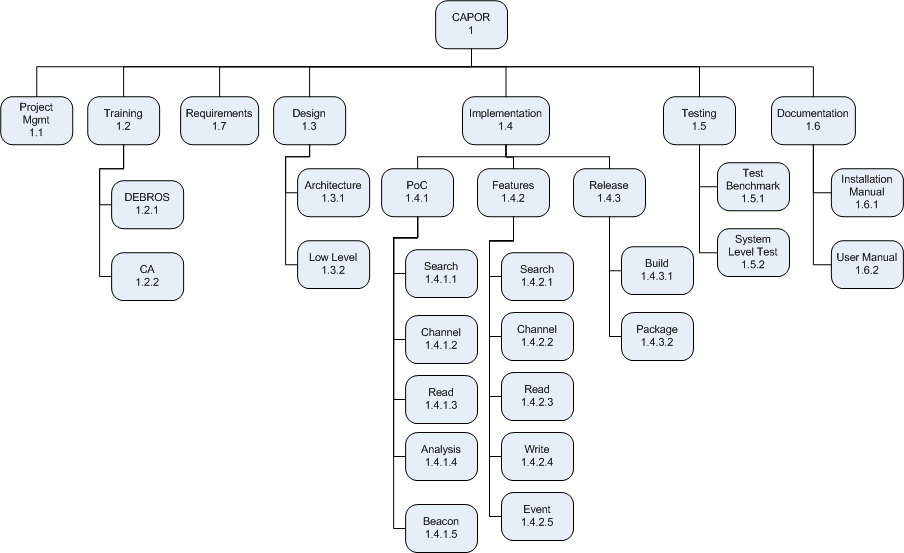 CAPOR
1
Project
Mgmt
1.1
Training
1.2
Requirements
1.7
Design
1.3
Implementation
1.4
Testing
1.5
Documentation
1.6
DEBROS
1.2.1
CA
1.2.2
Architecture
1.3.1
Low Level
1.3.2
PoC
1.4.1
Search
1.4.1.1
Channel
1.4.1.2
Read
1.4.1.3
Analysis
1.4.1.4
Beacon
1.4.1.5
Features
1.4.2
Search
1.4.2.1
Channel
1.4.2.2
Read
1.4.2.3
Write
1.4.2.4
Event
1.4.2.5
Release
1.4.3
Build
1.4.3.1
Package
1.4.3.2
Test
Benchmark
1.5.1
System
Level Test
1.5.2
Installation
Manual
1.6.1
User Manual
1.6.2